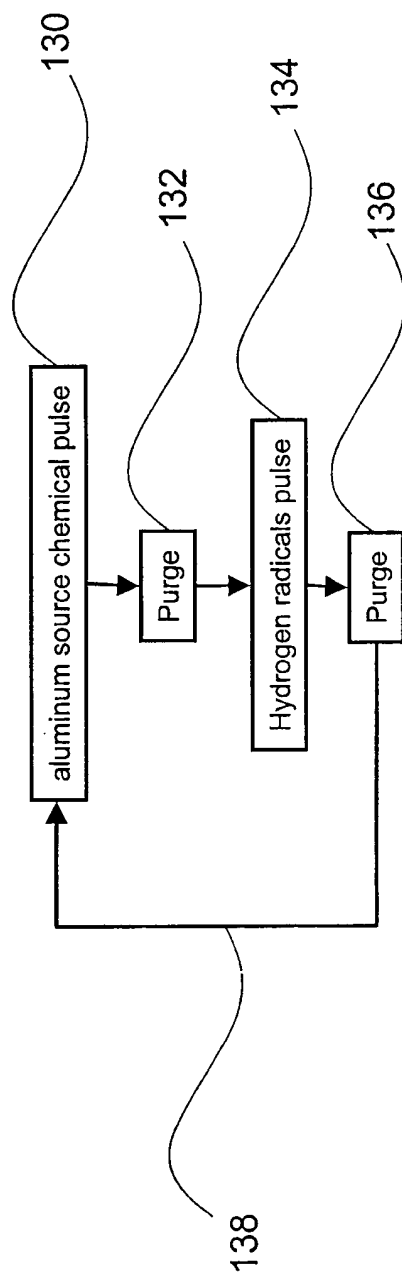 130
aluminum source chemical pulse
132
Purge
134
Hydrogen radicals pulse
136
Purge
138